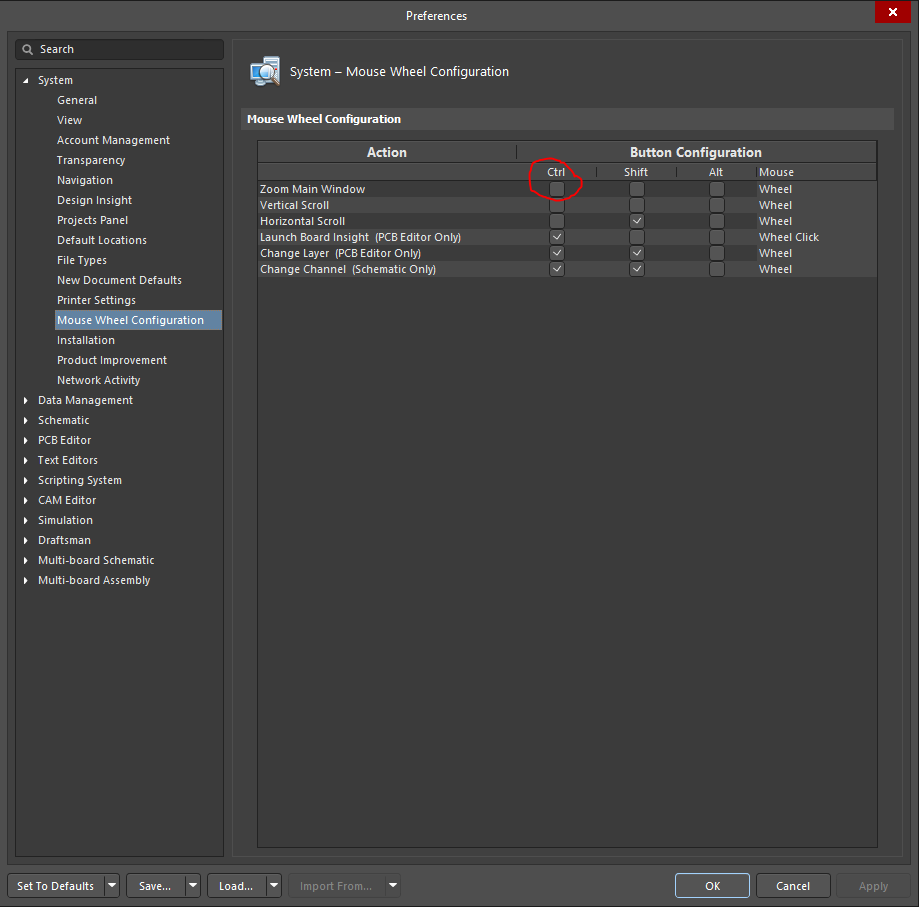 Preferences
Search
System
General
View
Account Management
Transparency
Navigation
Design Insight
Projects Panel
Default Locations
File Types
New Document Defaults
Printer Settings
Mouse Wheel Configuration
Installation
Product Improvement
Network Activity
Data Management
Schematic
PCB Editor
Text Editors
Scripting System
CAM Editor
Simulation
Draftsman
Multi-board Schematic
Multi-board Assembly
System – Mouse Wheel Configuration
Mouse Wheel Configuration
Action Button Configuration
Ctrl Shift Alt Mouse
Zoom Main Window Wheel
Vertical Scroll Wheel
Horizontal Scroll Wheel
Launch Board Insight (PCB Editor Only) Wheel Click
Change Layer (PCB Editor Only) Wheel
Change Channel (Schematic Only) Wheel
Set To Defaults Save... Load... Import From... OK Cancel Apply